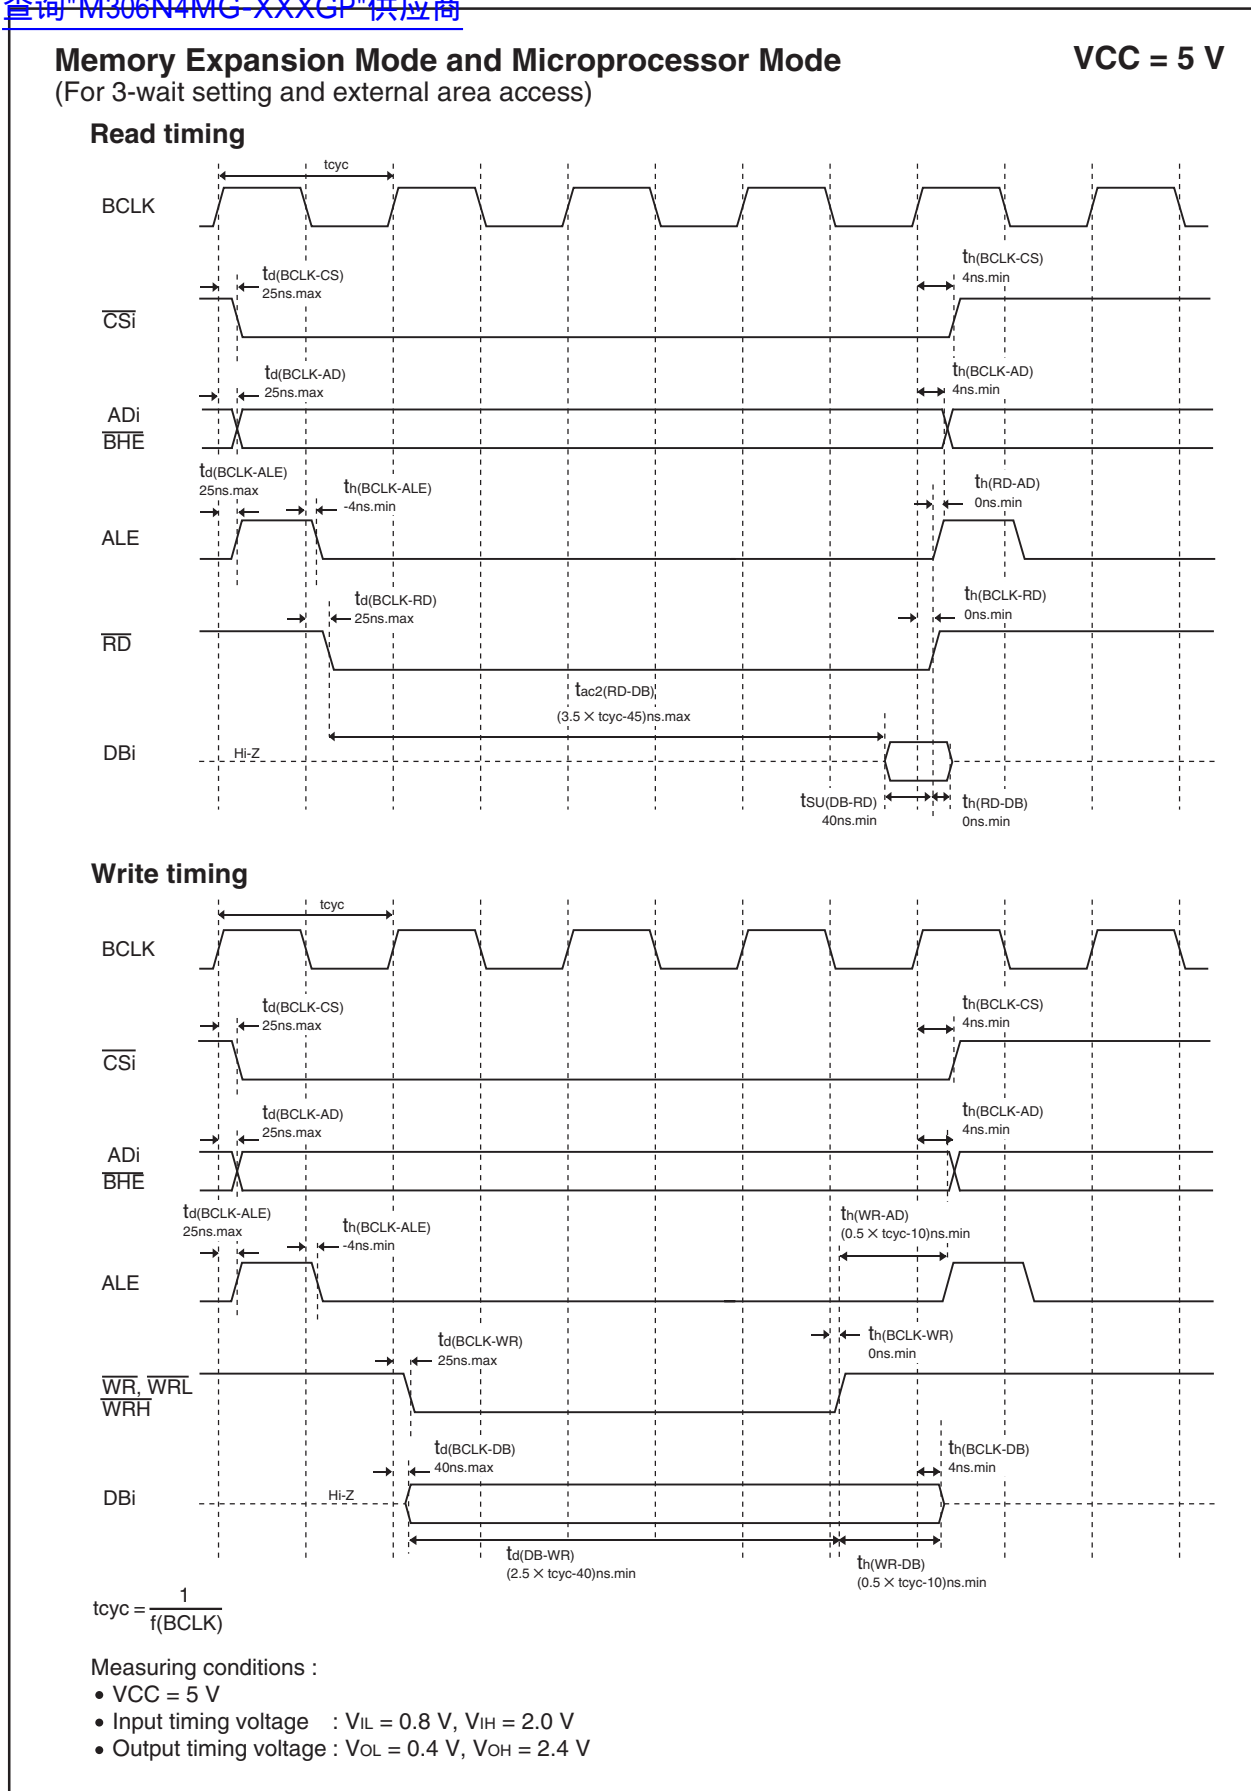 查询"M306N4MG-XXXGP"供应商
Memory Expansion Mode and Microprocessor Mode VCC = 5 V
(For 3-wait setting and external area access)
Read timing
tcyc
BCLK
th(BCLK-CS)
4ns.min
td(BCLK-CS)
25ns.max
CSi
td(BCLK-AD)
25ns.max
th(BCLK-AD)
4ns.min
ADi
BHE
td(BCLK-ALE)
25ns.max
th(BCLK-ALE)
-4ns.min
th(RD-AD)
0ns.min
ALE
td(BCLK-RD)
25ns.max
th(BCLK-RD)
0ns.min
RD
tac2(RD-DB)
(3.5 × tcyc-45)ns.max
DBi
Hi-Z
tSU(DB-RD)
40ns.min
th(RD-DB)
0ns.min
Write timing
tcyc
BCLK
td(BCLK-CS)
25ns.max
th(BCLK-CS)
4ns.min
CSi
td(BCLK-AD)
25ns.max
th(BCLK-AD)
4ns.min
ADi
BHE
td(BCLK-ALE)
25ns.max
th(BCLK-ALE)
-4ns.min
th(WR-AD)
(0.5 × tcyc-10)ns.min
ALE
td(BCLK-WR)
25ns.max
th(BCLK-WR)
0ns.min
WR, WRL
WRH
td(BCLK-DB)
40ns.max
th(BCLK-DB)
4ns.min
DBi
Hi-Z
td(DB-WR)
(2.5 × tcyc-40)ns.min
th(WR-DB)
(0.5 × tcyc-10)ns.min
tcyc = 1
f(BCLK)
Measuring conditions :
• VCC = 5 V
• Input timing voltage : VIL = 0.8 V, VIH = 2.0 V
• Output timing voltage : VOL = 0.4 V, VOH = 2.4 V